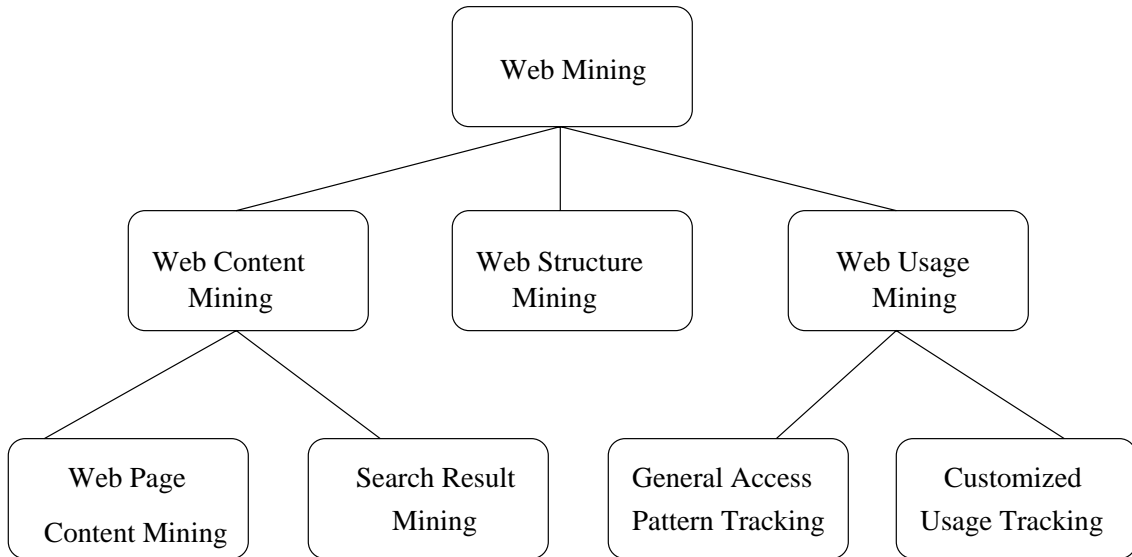 Web Mining
Web Content
Mining
Web Structure
Mining
Web Usage
Mining
Web Page
Content Mining
Search Result
Mining
General Access
Pattern Tracking
Customized
Usage Tracking